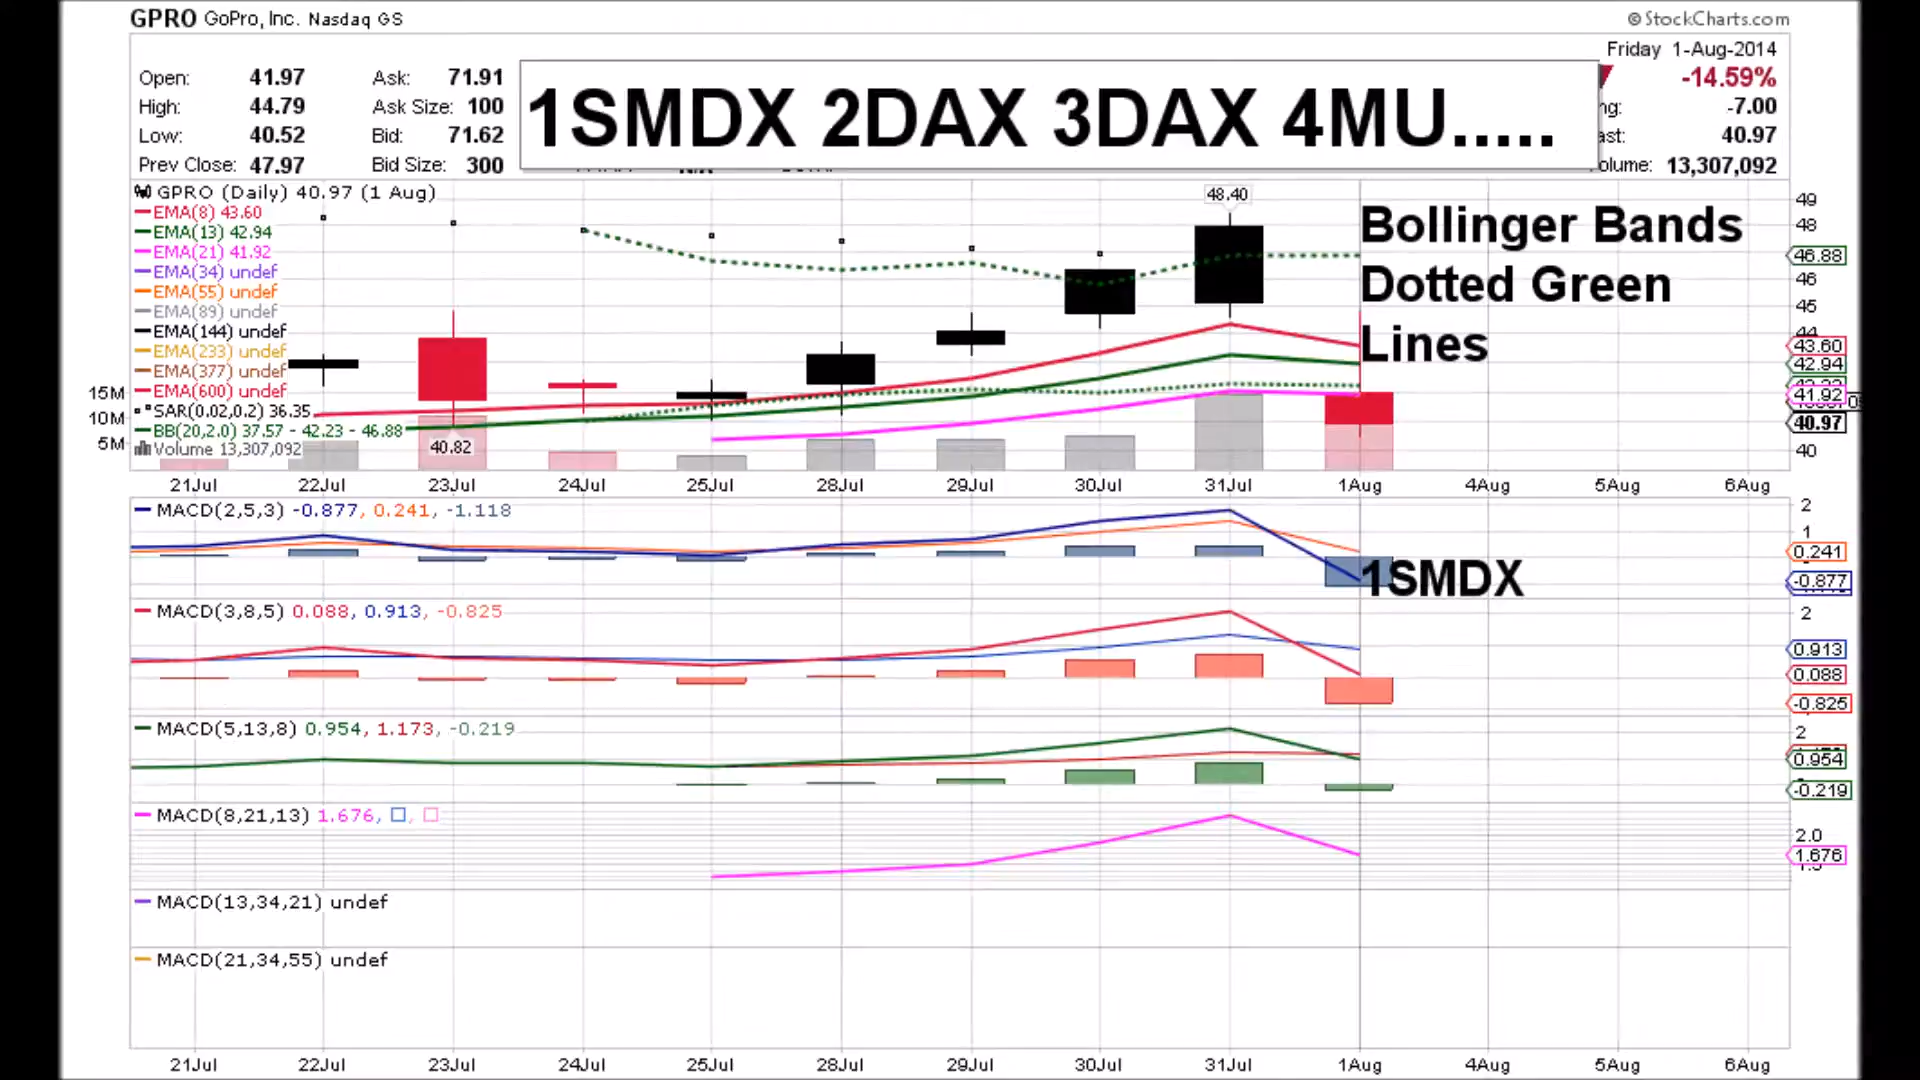 GPRO GoPro, Inc. Nasdaq GS
© StockCharts.com
Friday 1-Aug-2014
Open: 41.97 Ask: 71.91
-14.59%
High: 44.79 Ask Size: 100
-7.00
Low: 40.52 Bid: 71.62
40.97
Prev Close: 47.97 Bid Size: 300
Volume: 13,307,092
1SMDX 2DAX 3DAX 4MU.....
GPRO (Daily) 40.97 (1 Aug)
EMA(8) 43.60
EMA(13) 42.94
EMA(21) 41.92
EMA(34) undef
EMA(55) undef
EMA(89) undef
EMA(144) undef
EMA(233) undef
EMA(377) undef
EMA(600) undef
SAR(0.02,0.2) 36.35
BB(20,2.0) 37.57 - 42.23 - 46.88
Volume 13,307,092
15M
10M
5M
40.82
48.40
Bollinger Bands
Dotted Green
Lines
49
48
46.88
46
45
44
43.60
42.94
41.92
40.97
40
21Jul 22Jul 23Jul 24Jul 25Jul 28Jul 29Jul 30Jul 31Jul 1Aug 4Aug 5Aug 6Aug
MACD(2,5,3) -0.877, 0.241, -1.118
2
1
0.241
-0.877
1SMDX
MACD(3,8,5) 0.088, 0.913, -0.825
2
0.913
0.088
-0.825
MACD(5,13,8) 0.954, 1.173, -0.219
2
0.954
-0.219
MACD(8,21,13) 1.676,
2.0
1.676
MACD(13,34,21) undef
MACD(21,34,55) undef
21Jul 22Jul 23Jul 24Jul 25Jul 28Jul 29Jul 30Jul 31Jul 1Aug 4Aug 5Aug 6Aug